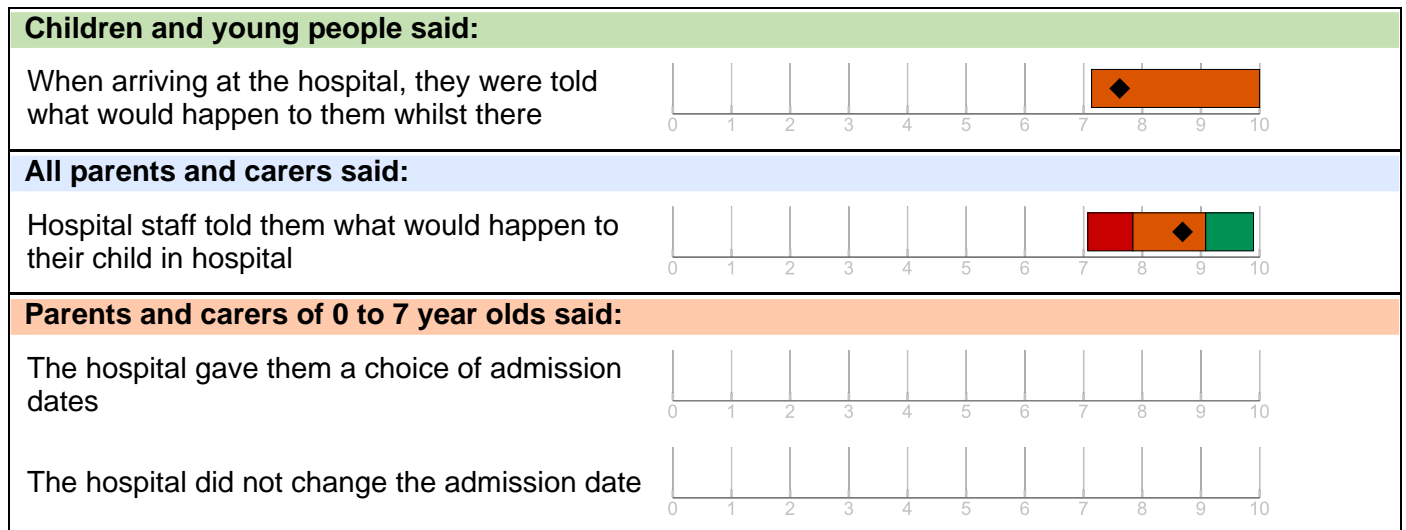 Children and young people said:
When arriving at the hospital, they were told
what would happen to them whilst there
0 1 2 3 4 5 6 7 8 9 10
All parents and carers said:
Hospital staff told them what would happen to
their child in hospital
0 1 2 3 4 5 6 7 8 9 10
Parents and carers of 0 to 7 year olds said:
The hospital gave them a choice of admission
dates
0 1 2 3 4 5 6 7 8 9 10
The hospital did not change the admission date
0 1 2 3 4 5 6 7 8 9 10